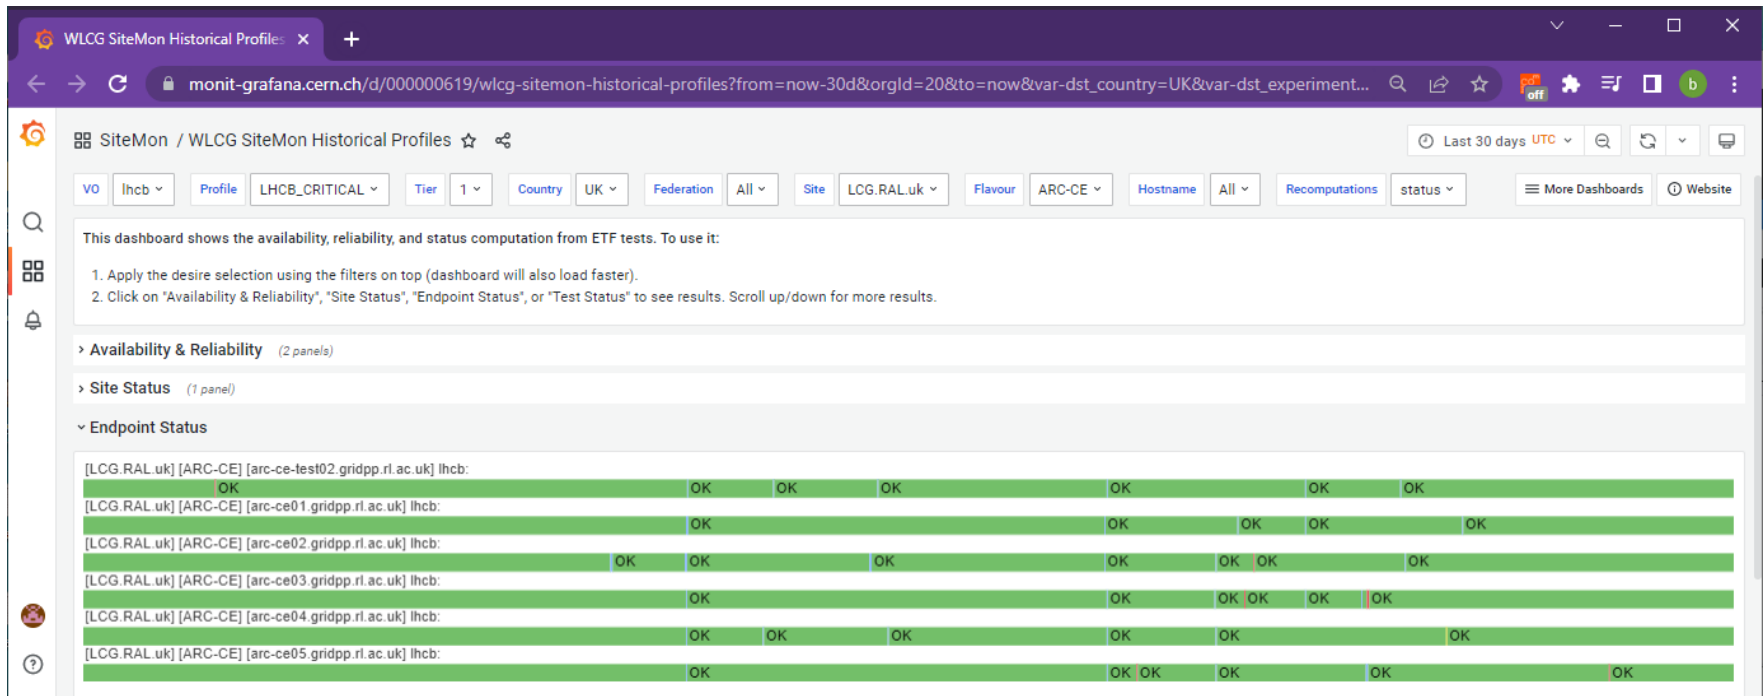 WLCG SiteMon Historical Profiles
monit-grafana.cern.ch/d/000000619/wlcg-sitemon-historical-profiles?from=now-30d&orgId=20&to=now&var-dst_country=UK&var-dst_experiment...
off
b
SiteMon / WLCG SiteMon Historical Profiles
Last 30 days UTC
VO lhcb Profile LHCB_CRITICAL Tier 1 Country UK Federation All Site LCG.RAL.uk Flavour ARC-CE Hostname All Recomputations status More Dashboards Website
This dashboard shows the availability, reliability, and status computation from ETF tests. To use it:
1. Apply the desire selection using the filters on top (dashboard will also load faster).
2. Click on "Availability & Reliability", "Site Status", "Endpoint Status", or "Test Status" to see results. Scroll up/down for more results.
Availability & Reliability (2 panels)
Site Status (1 panel)
Endpoint Status
[LCG.RAL.uk] [ARC-CE] [arc-ce-test02.gridpp.rl.ac.uk] lhcb:
OK OK OK OK OK OK OK
[LCG.RAL.uk] [ARC-CE] [arc-ce01.gridpp.rl.ac.uk] lhcb:
OK OK OK OK OK
[LCG.RAL.uk] [ARC-CE] [arc-ce02.gridpp.rl.ac.uk] lhcb:
OK OK OK OK OK OK OK
[LCG.RAL.uk] [ARC-CE] [arc-ce03.gridpp.rl.ac.uk] lhcb:
OK OK OK OK OK OK
[LCG.RAL.uk] [ARC-CE] [arc-ce04.gridpp.rl.ac.uk] lhcb:
OK OK OK OK OK OK
[LCG.RAL.uk] [ARC-CE] [arc-ce05.gridpp.rl.ac.uk] lhcb:
OK OK OK OK OK OK